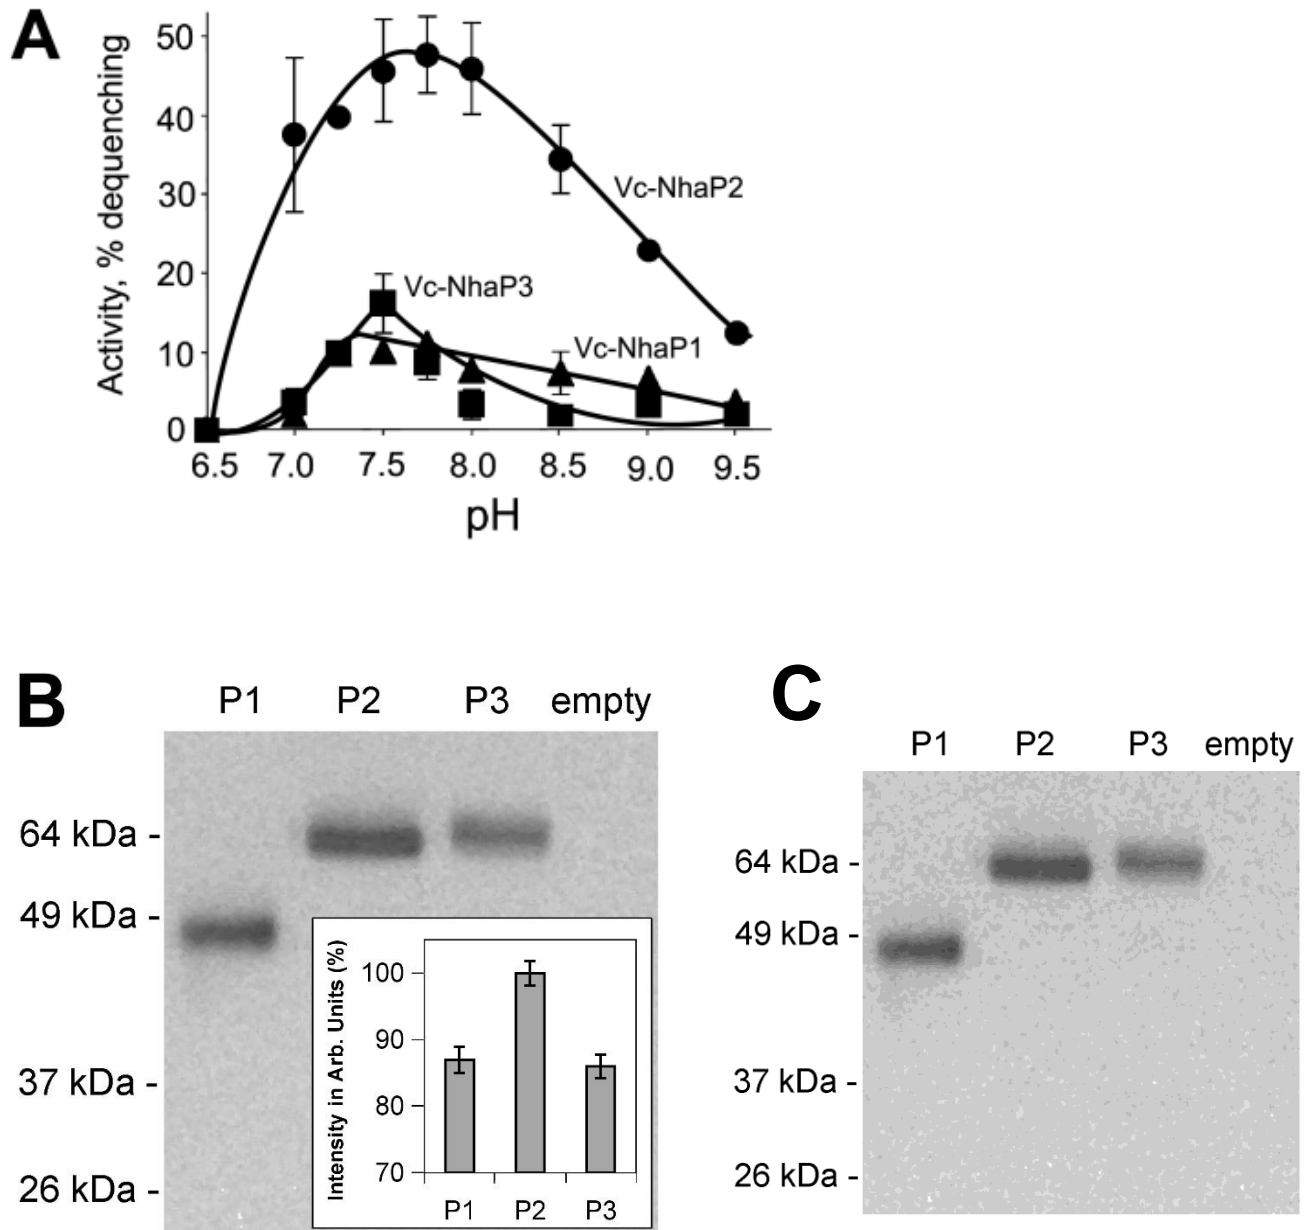 A
Activity, % dequenching
50
40
30
20
10
0
Vc-NhaP2
Vc-NhaP3
Vc-NhaP1
6.5 7.0 7.5 8.0 8.5 9.0 9.5
pH
B
P1 P2 P3 empty
64 kDa -
49 kDa -
37 kDa -
26 kDa -
Intensity in Arb. Units (%)
100
90
80
70
P1 P2 P3
C
P1 P2 P3 empty
64 kDa -
49 kDa -
37 kDa -
26 kDa -